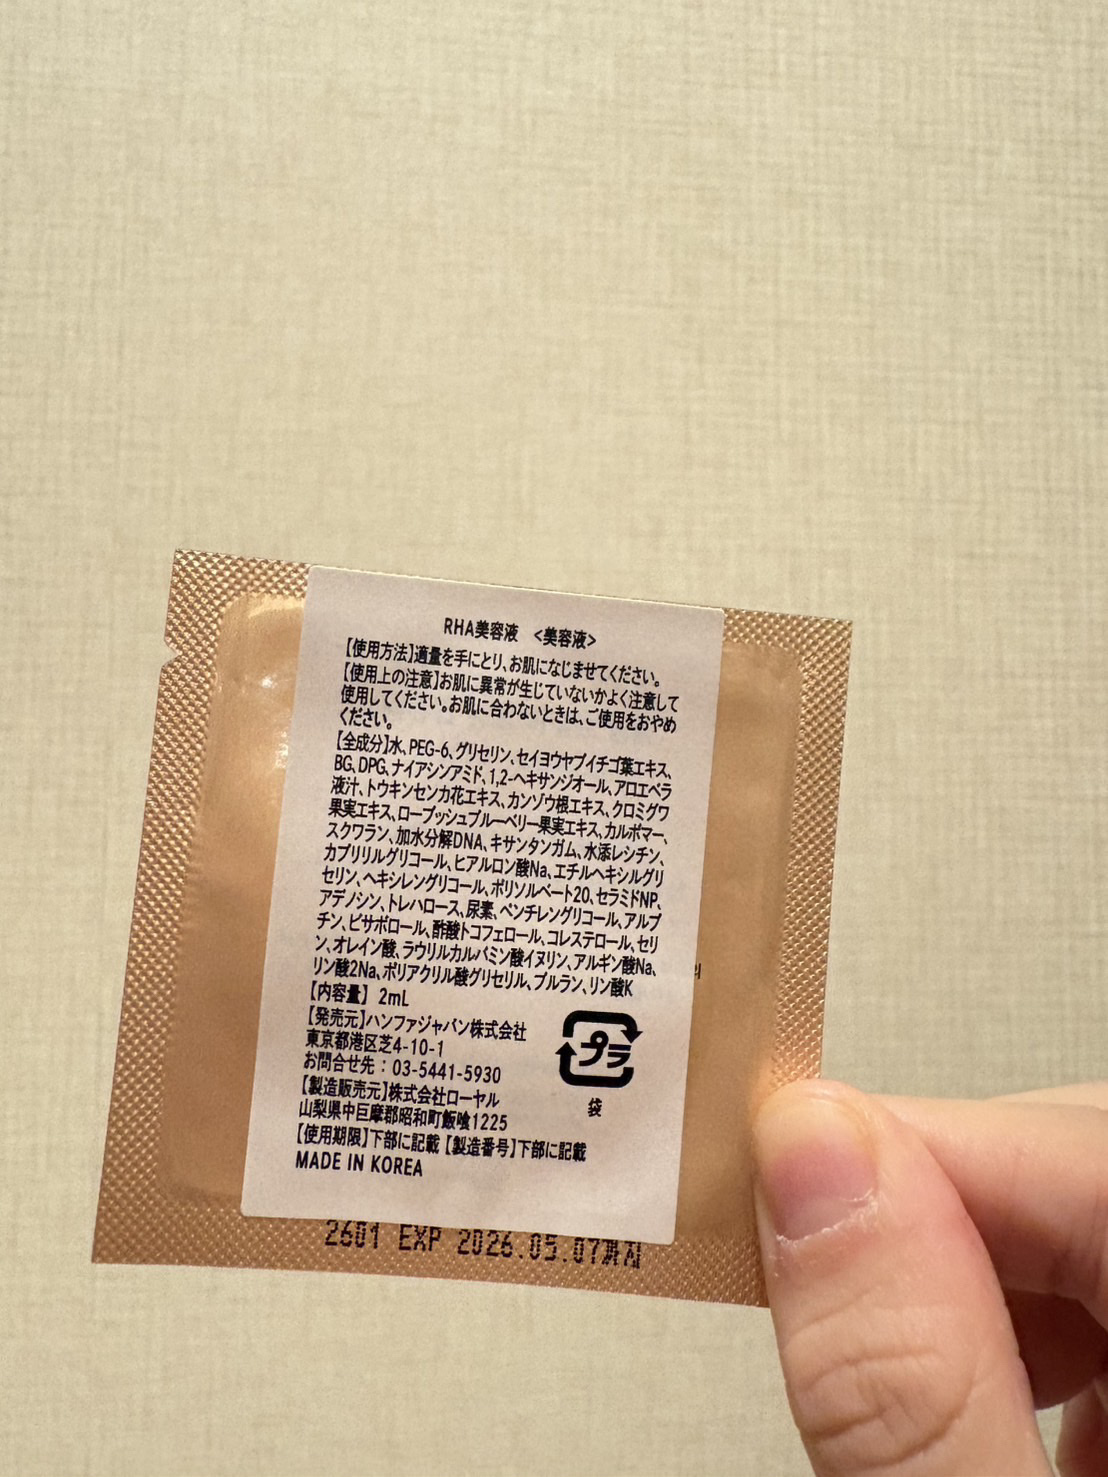 RHA美容液 <美容液>
【使用方法】適量を手にとり、お肌になじませてください。
【使用上の注意】お肌に異常が生じていないかよく注意して
使用してください。お肌に合わないときは、ご使用をおやめ
ください。
【全成分】水、PEG-6、グリセリン、セイヨウヤブイチゴ葉エキス、
BG、DPG、ナイアシンアミド、1,2-ヘキサンジオール、アロエベラ
液汁、トウキンセンカ花エキス、カンゾウ根エキス、クロミグワ
果実エキス、ローブッシュブルーベリー果実エキス、カルボマー、
スクワラン、加水分解DNA、キサンタンガム、水添レシチン、
カプリリルグリコール、ヒアルロン酸Na、エチルヘキシルグリ
セリン、ヘキシレングリコール、ポリソルベート20、セラミドNP、
アデノシン、トレハロース、尿素、ペンチレングリコール、アルブ
チン、ビサボロール、酢酸トコフェロール、コレステロール、セリ
ン、オレイン酸、ラウリルカルバミン酸イヌリン、アルギン酸Na、
リン酸2Na、ポリアクリル酸グリセリル、プルラン、リン酸K
【内容量】 2mL
【発売元】ハンファジャパン株式会社
東京都港区芝4-10-1
お問合せ先：03-5441-5930
【製造販売元】株式会社ローヤル
山梨県中巨摩郡昭和町飯喰1225
【使用期限】下部に記載【製造番号】下部に記載
MADE IN KOREA
プラ
袋
2601 EXP 2026.05.07까지